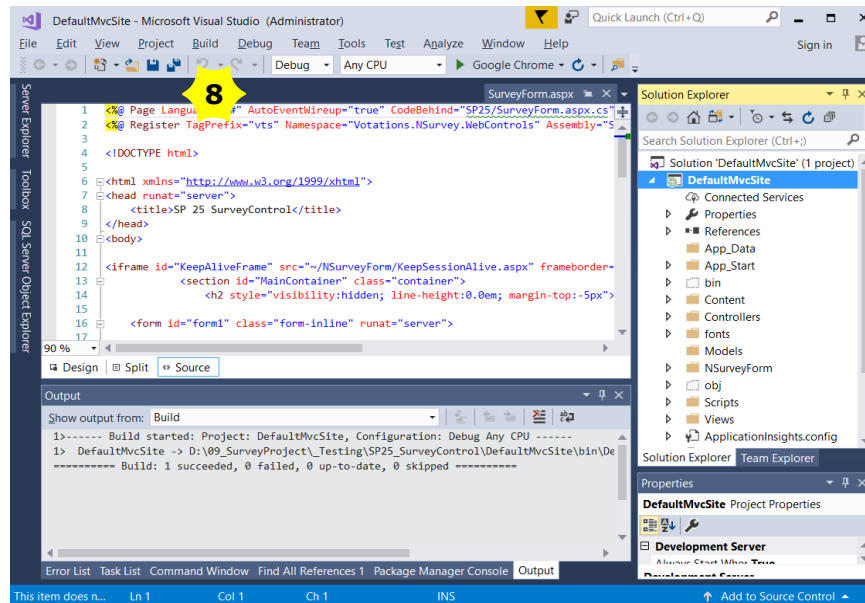 DefaultMvcSite - Microsoft Visual Studio (Administrator)
Quick Launch (Ctrl+Q)
File Edit View Project Build Debug Team Tools Test Analyze Window Help
Sign in
Debug Any CPU Google Chrome
8
Server Explorer
Toolbox
SQL Server Object Explorer
SurveyForm.aspx
1 <%@ Page Langua f" AutoEventWireup="true" CodeBehind="SP25/SurveyForm.aspx.cs"
2 <%@ Register TagPrefix="vts" Namespace="Votations.NSurvey.WebControls" Assembly="S
3
4 <!DOCTYPE html>
5
6 <html xmlns="http://www.w3.org/1999/xhtml">
7 <head runat="server">
8 <title>SP 25 SurveyControl</title>
9 </head>
10 <body>
11
12 <iframe id="KeepAliveFrame" src="~/NSurveyForm/KeepSessionAlive.aspx" frameborder=
13 <section id="MainContainer" class="container">
14 <h2 style="visibility:hidden; line-height:0.0em; margin-top:-5px">
15
16 <form id="form1" class="form-inline" runat="server">
17
90 %
Design Split Source
Output
Show output from: Build
1>------ Build started: Project: DefaultMvcSite, Configuration: Debug Any CPU ------
1> DefaultMvcSite -> D:\09_SurveyProject\_Testing\SP25_SurveyControl\DefaultMvcSite\bin\De
========== Build: 1 succeeded, 0 failed, 0 up-to-date, 0 skipped ==========
Error List Task List Command Window Find All References 1 Package Manager Console Output
Solution Explorer
Search Solution Explorer (Ctrl+;)
Solution 'DefaultMvcSite' (1 project)
DefaultMvcSite
Connected Services
Properties
References
App_Data
App_Start
bin
Content
Controllers
fonts
Models
NSurveyForm
obj
Scripts
Views
ApplicationInsights.config
Solution Explorer Team Explorer
Properties
DefaultMvcSite Project Properties
Development Server
Always Start Wher True
Development Server
This item does n... Ln 1 Col 1 Ch 1 INS Add to Source Control